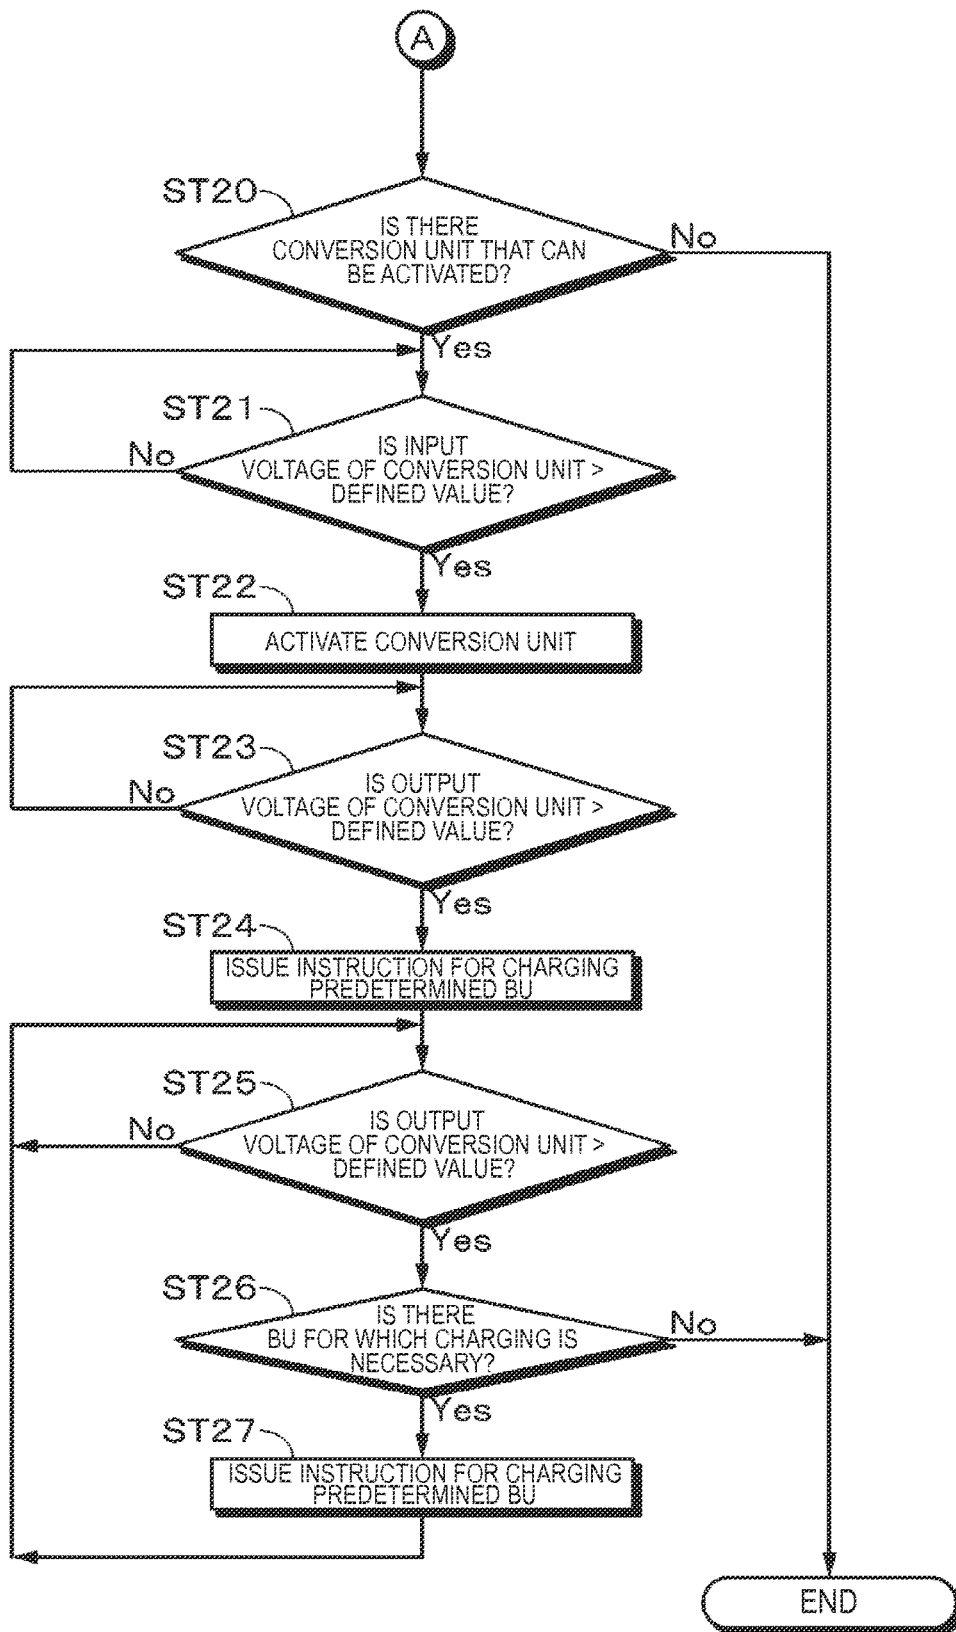 A
ST20
IS THERE
CONVERSION UNIT THAT CAN
BE ACTIVATED?
No
Yes
ST21
IS INPUT
VOLTAGE OF CONVERSION UNIT >
DEFINED VALUE?
No
Yes
ST22
ACTIVATE CONVERSION UNIT
ST23
IS OUTPUT
VOLTAGE OF CONVERSION UNIT >
DEFINED VALUE?
No
Yes
ST24
ISSUE INSTRUCTION FOR CHARGING
PREDETERMINED BU
ST25
IS OUTPUT
VOLTAGE OF CONVERSION UNIT >
DEFINED VALUE?
No
Yes
ST26
IS THERE
BU FOR WHICH CHARGING IS
NECESSARY?
No
Yes
ST27
ISSUE INSTRUCTION FOR CHARGING
PREDETERMINED BU
END